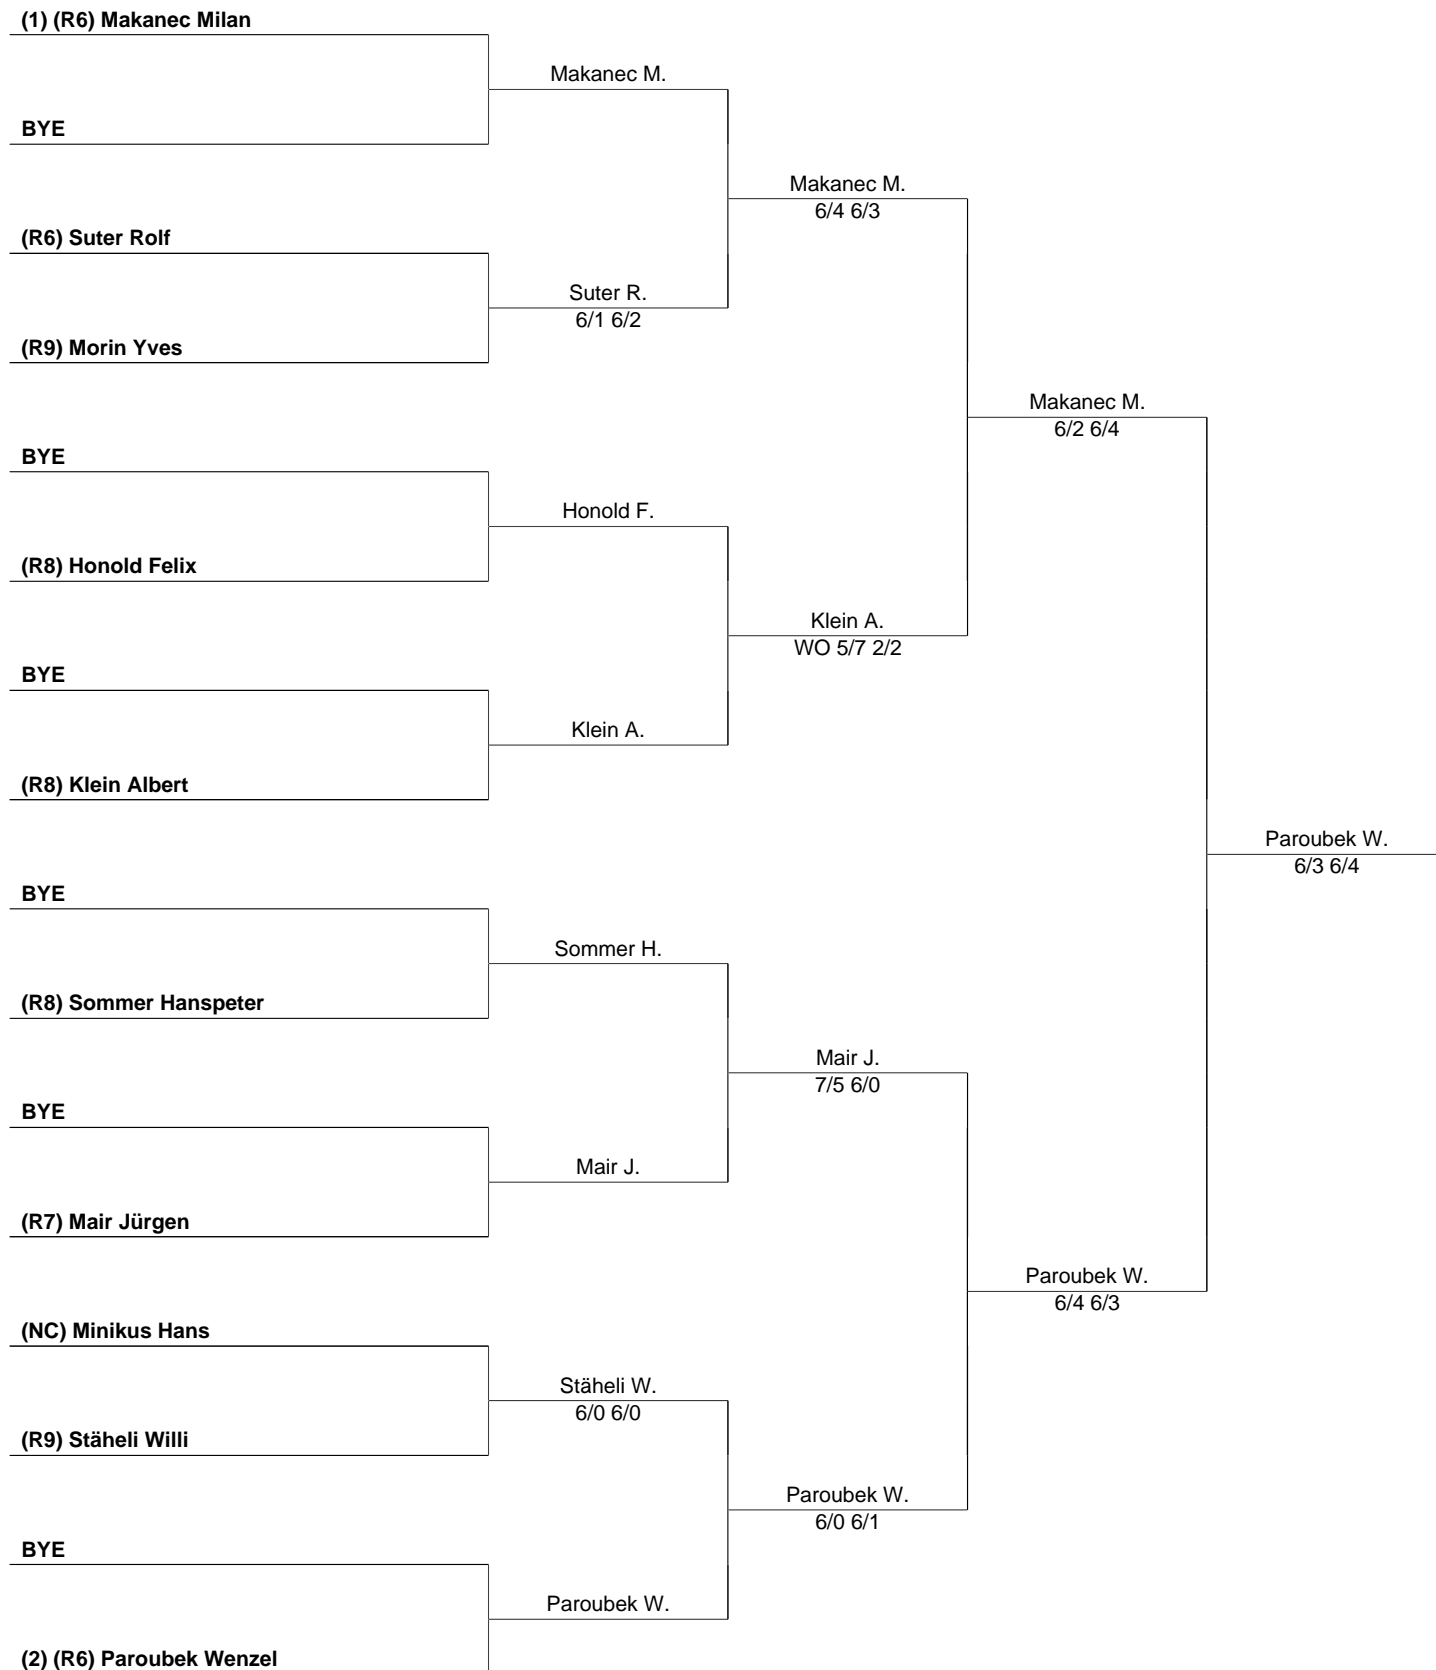 (1) (R6) Makanec Milan
Makanec M.
BYE
Makanec M.
6/4 6/3
(R6) Suter Rolf
Suter R.
6/1 6/2
(R9) Morin Yves
Makanec M.
6/2 6/4
BYE
Honold F.
(R8) Honold Felix
Klein A.
WO 5/7 2/2
BYE
Klein A.
(R8) Klein Albert
Paroubek W.
6/3 6/4
BYE
Sommer H.
(R8) Sommer Hanspeter
Mair J.
7/5 6/0
BYE
Mair J.
(R7) Mair Jürgen
Paroubek W.
6/4 6/3
(NC) Minikus Hans
Stäheli W.
6/0 6/0
(R9) Stäheli Willi
Paroubek W.
6/0 6/1
BYE
Paroubek W.
(2) (R6) Paroubek Wenzel